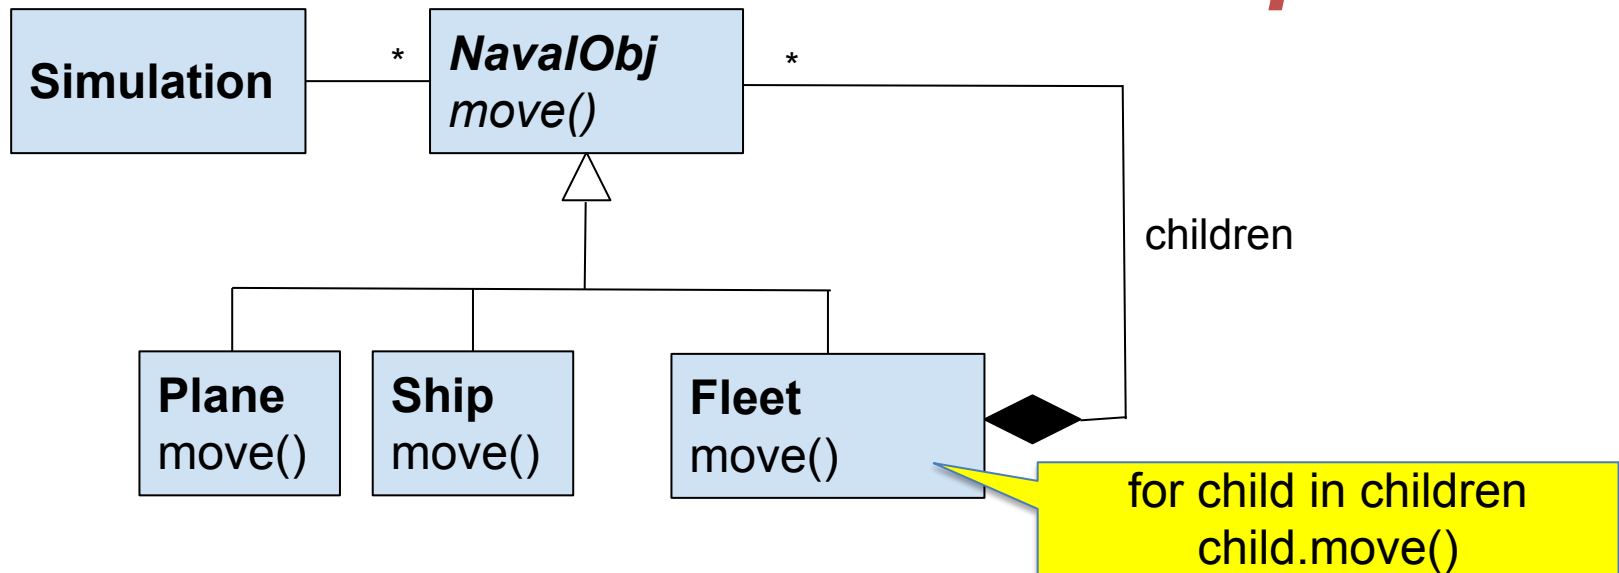 Simulation
*
NavalObj
move()
*
children
Plane
move()
Ship
move()
Fleet
move()
for child in children
child.move()